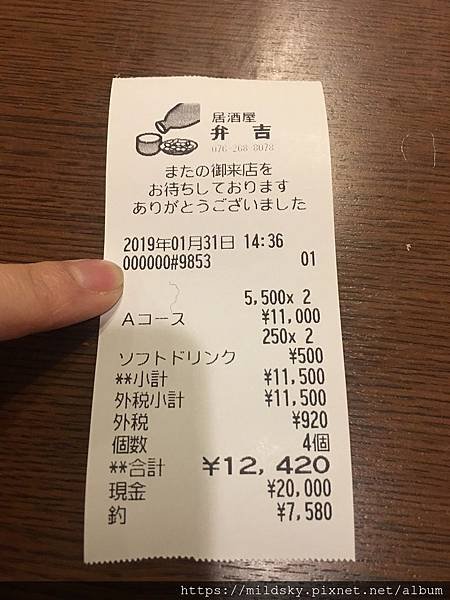 居酒屋
弁吉
076-268-8078
またの御来店を
お待ちしております
ありがとうございました
2019年01月31日 14:36
000000#9853 01
5,500x 2
Aコース ¥11,000
250x 2
ソフトドリンク ¥500
**小計 ¥11,500
外税小計 ¥11,500
外税 ¥920
個数 4個
**合計 ¥12,420
現金 ¥20,000
釣 ¥7,580
https://mildsky.pixnet.net/album